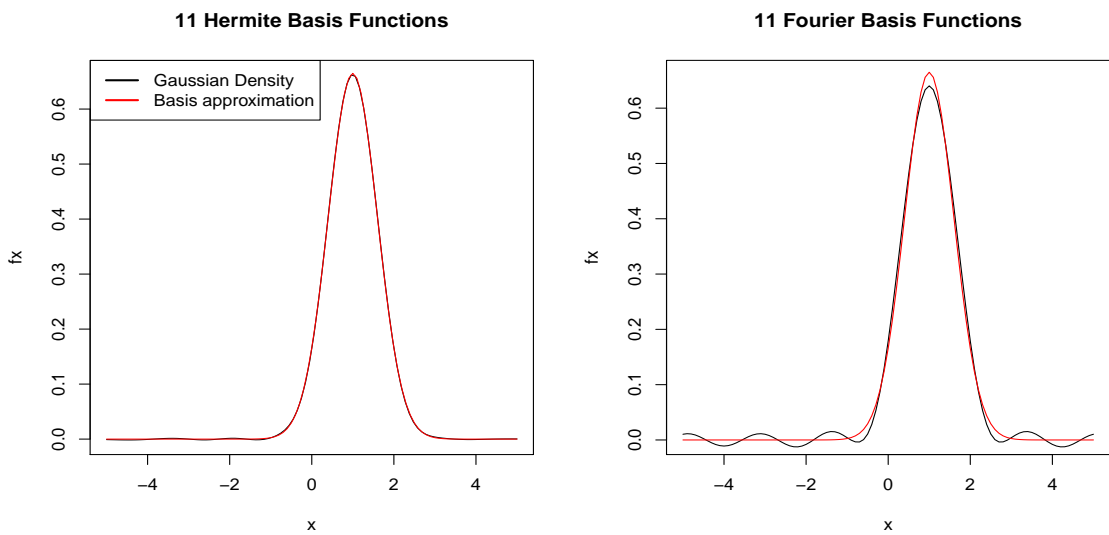 11 Hermite Basis Functions
Gaussian Density
Basis approximation
fx
0.0 0.1 0.2 0.3 0.4 0.5 0.6
−4 −2 0 2 4
x
11 Fourier Basis Functions
fx
0.0 0.1 0.2 0.3 0.4 0.5 0.6
−4 −2 0 2 4
x